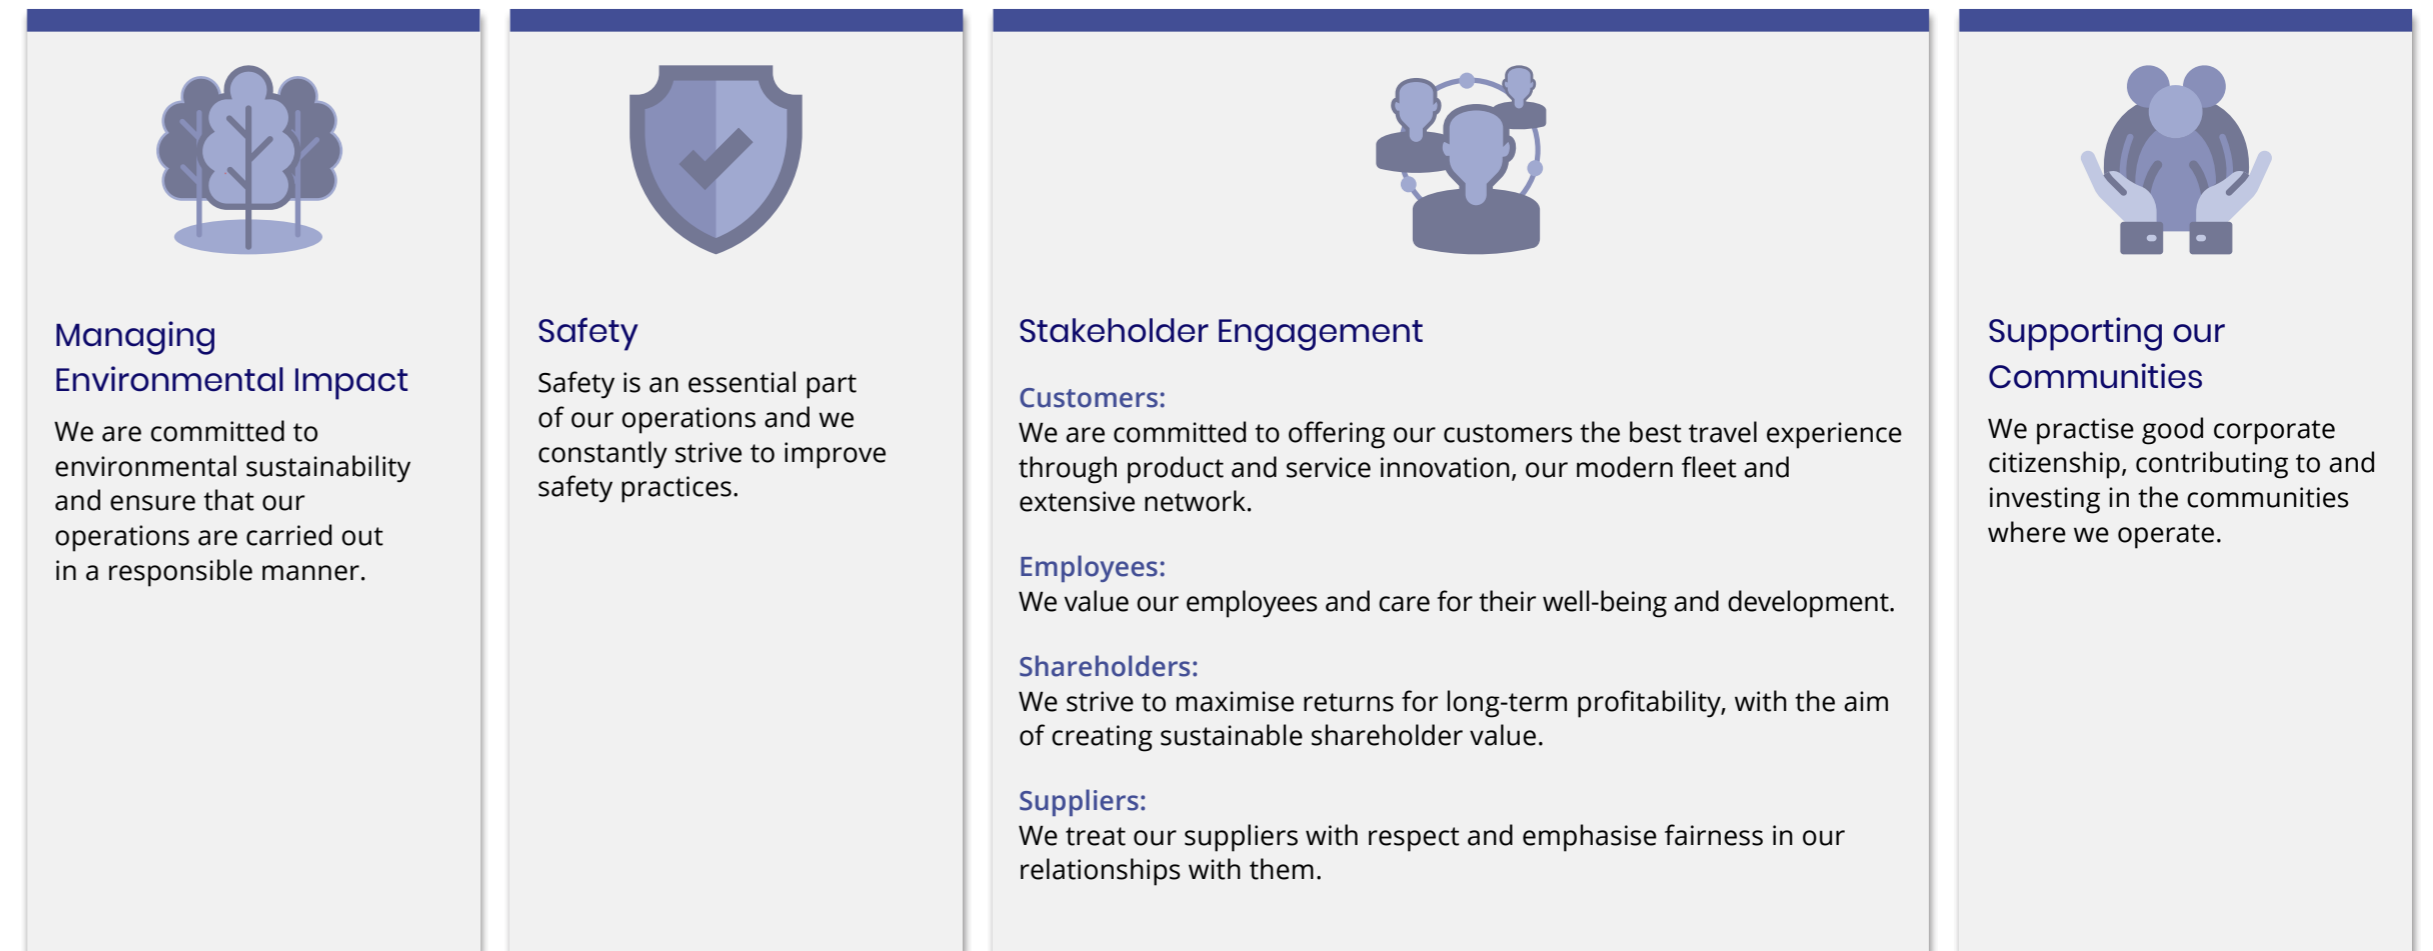 Managing
Environmental Impact
We are committed to
environmental sustainability
and ensure that our
operations are carried out
in a responsible manner.
Safety
Safety is an essential part
of our operations and we
constantly strive to improve
safety practices.
Stakeholder Engagement
Customers:
We are committed to offering our customers the best travel experience
through product and service innovation, our modern fleet and
extensive network.
Employees:
We value our employees and care for their well-being and development.
Shareholders:
We strive to maximise returns for long-term profitability, with the aim
of creating sustainable shareholder value.
Suppliers:
We treat our suppliers with respect and emphasise fairness in our
relationships with them.
Supporting our
Communities
We practise good corporate
citizenship, contributing to and
investing in the communities
where we operate.